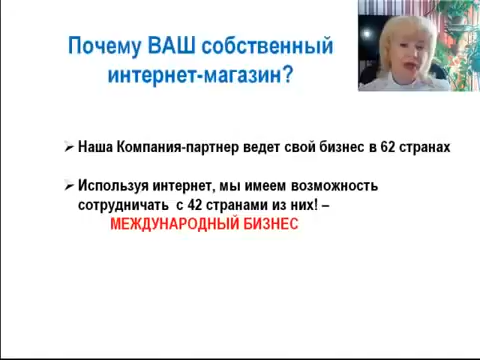 Почему ВАШ собственный
интернет-магазин?
Наша Компания-партнер ведет свой бизнес в 62 странах
Используя интернет, мы имеем возможность
сотрудничать с 42 странами из них! –
МЕЖДУНАРОДНЫЙ БИЗНЕС